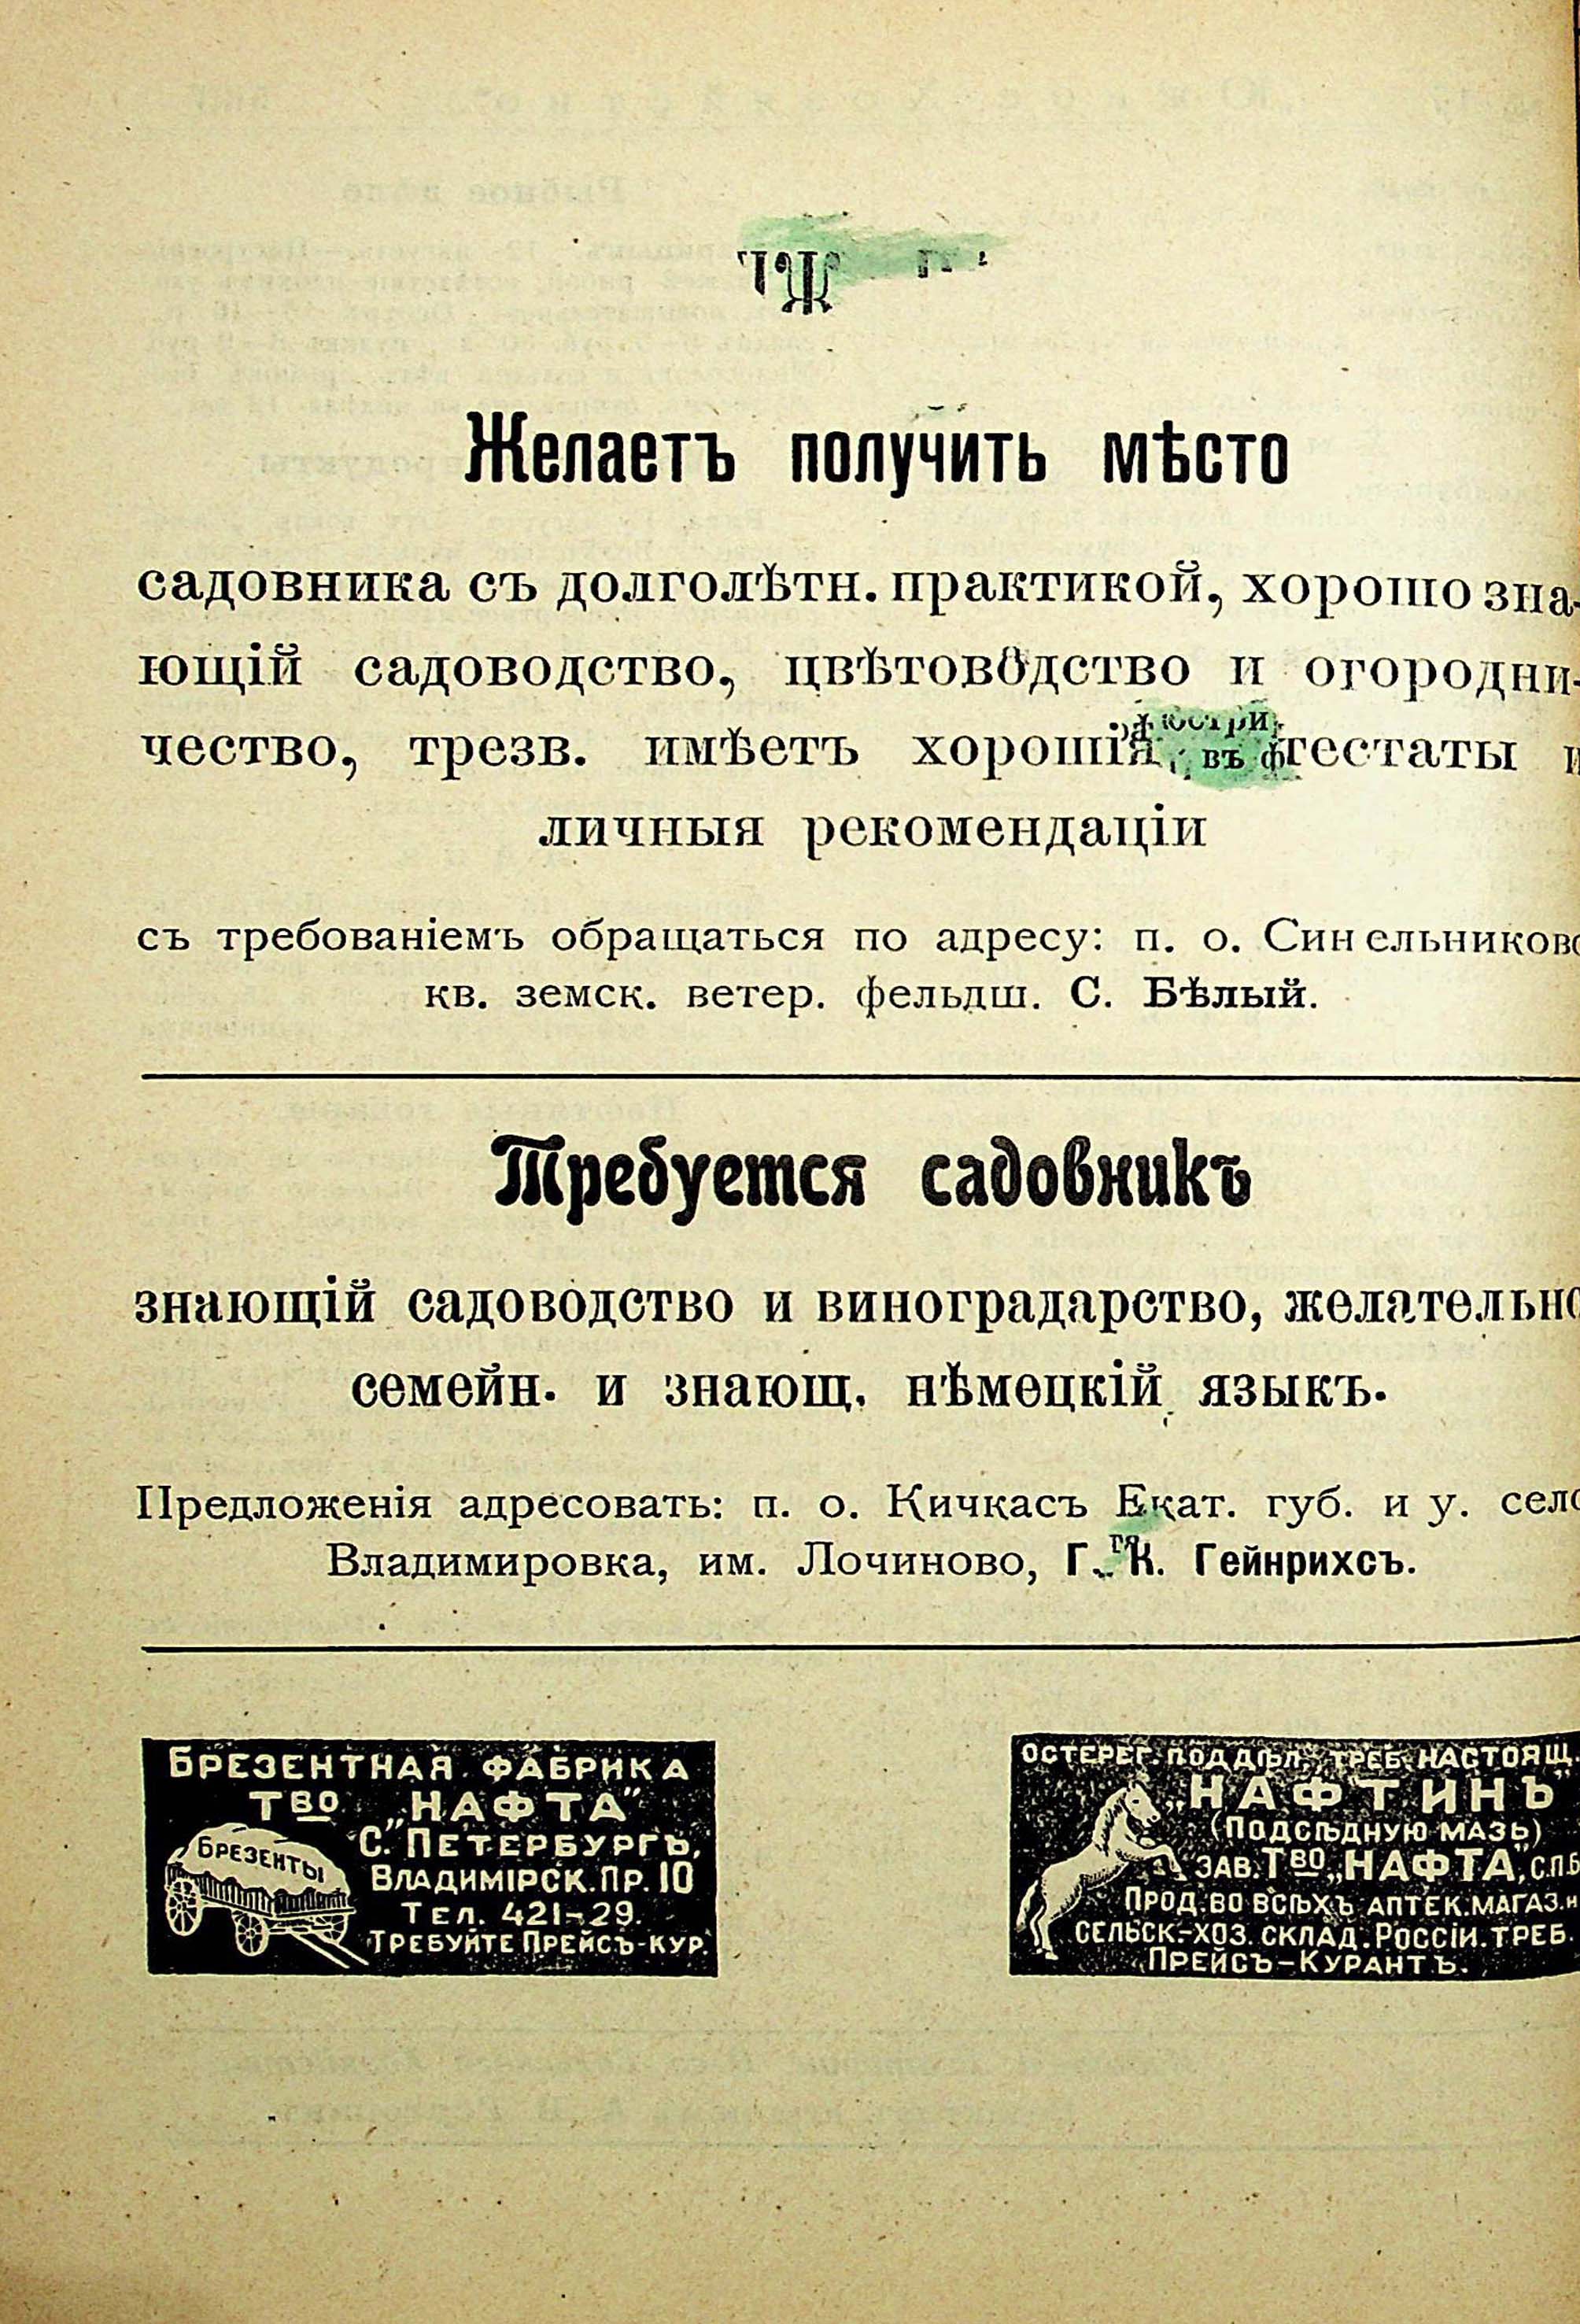 Желаетъ получить мѣсто
садовника съ долголѣтн. практикой, хорошо зна-
ющій садоводство, цвѣтоводство и огородни-
чество, трезв. имѣетъ хорошія
личныя рекомендаціи
съ требованіемъ обращаться по адресу: п. о. Синельниково
кв. земск. ветер. фельдш. С. Бѣлый.
Требуется садовникъ
знающій садоводство и виноградарство, желательно
семейн. и знающ. нѣмецкій языкъ.
Предложенія адресовать: п. о. Кичкасъ Екат. губ. и у. село
Владимировка, им. Лочиново, Г. К. Гейнрихсъ.
БРЕЗЕНТНАЯ ФАБРИКА
Тво „НАФТА"
С. ПЕТЕРБУРГЪ,
БРЕЗЕНТЫ
ВЛАДИМІРСК. ПР. 10
ТЕЛ. 421-29.
ТРЕБУЙТЕ ПРЕЙСЪ-КУР.
ОСТЕРЕГ. ПОДДѢЛ., ТРЕБ. НАСТОЯЩ.
„НАФТИНЪ"
(ПОДСѢДНУЮ МАЗЬ)
ЗАВ. Тво „НАФТА", С.П.Б
ПРОД. ВО ВСѢХЪ АПТЕК. МАГАЗ. И
СЕЛЬСК.-ХОЗ. СКЛАД. РОССІИ. ТРЕБ.
ПРЕЙСЪ-КУРАНТЪ.